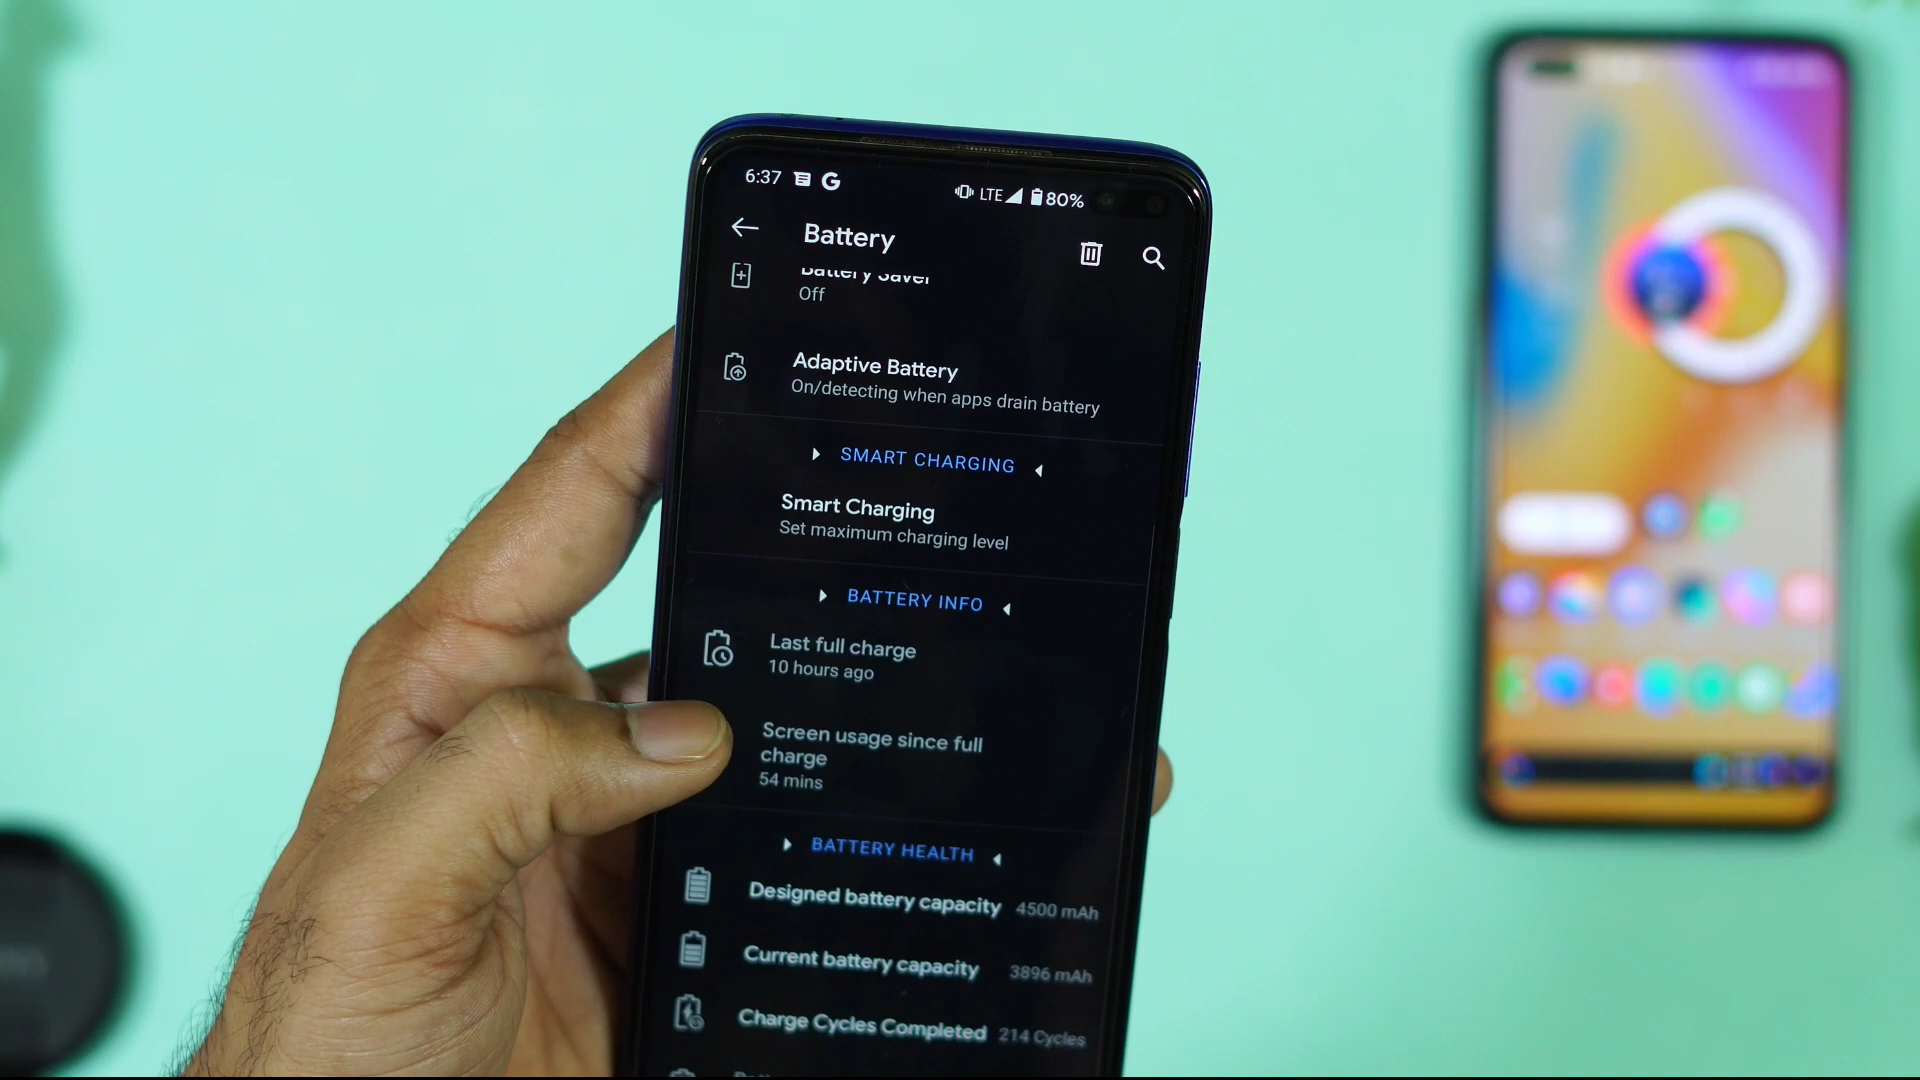 6:37 G LTE 80%
Battery
Battery Saver
Off
Adaptive Battery
On/detecting when apps drain battery
SMART CHARGING
Smart Charging
Set maximum charging level
BATTERY INFO
Last full charge
10 hours ago
Screen usage since full
charge
54 mins
BATTERY HEALTH
Designed battery capacity 4500 mAh
Current battery capacity 3896 mAh
Charge Cycles Completed 214 Cycles